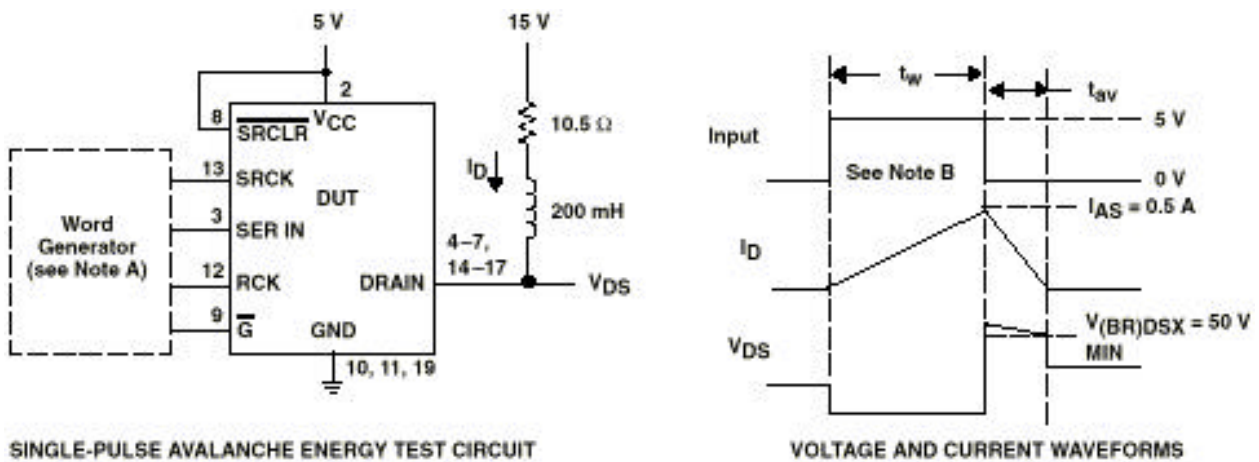 5 V
15 V
2
8
SRCLR
VCC
10.5 Ω
ID
200 mH
13
SRCK
DUT
3
SER IN
Word
Generator
(see Note A)
12
RCK
4–7,
14–17
DRAIN
VDS
9
G
GND
10, 11, 19
SINGLE-PULSE AVALANCHE ENERGY TEST CIRCUIT
tw
tav
Input
5 V
See Note B
0 V
IAS = 0.5 A
ID
V(BR)DSX = 50 V
MIN
VDS
VOLTAGE AND CURRENT WAVEFORMS